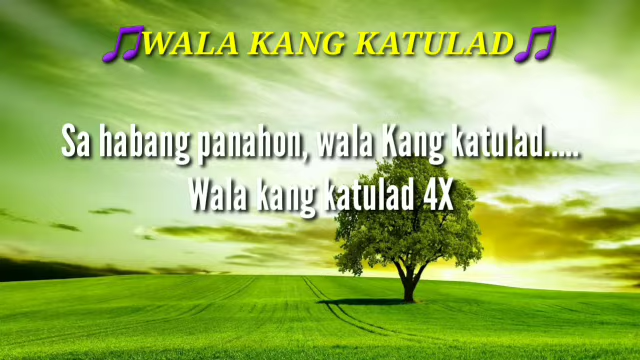 🎵WALA KANG KATULAD🎵
Sa habang panahon, wala Kang katulad.....
Wala kang katulad 4X